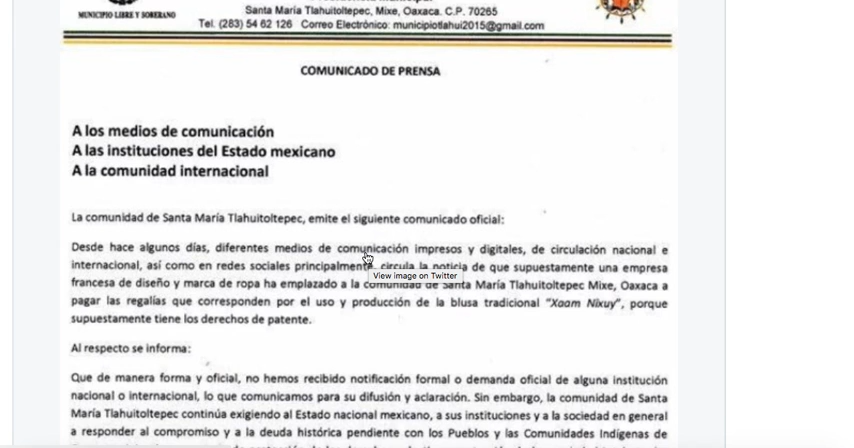 MUNICIPIO LIBRE Y SOBERANO
Santa María Tlahuitoltepec, Mixe, Oaxaca. C.P. 70265
Tel. (283) 54 62 126 Correo Electrónico: municipiotlahui2015@gmail.com
COMUNICADO DE PRENSA
A los medios de comunicación
A las instituciones del Estado mexicano
A la comunidad internacional
La comunidad de Santa María Tlahuitoltepec, emite el siguiente comunicado oficial:
Desde hace algunos días, diferentes medios de comunicación impresos y digitales, de circulación nacional e
internacional, así como en redes sociales principalmente, circula la noticia de que supuestamente una empresa
View image on Twitter
francesa de diseño y marca de ropa ha emplazado a la comunidad de Santa María Tlahuitoltepec Mixe, Oaxaca a
pagar las regalías que corresponden por el uso y producción de la blusa tradicional "Xaam Nixuy", porque
supuestamente tiene los derechos de patente.
Al respecto se informa:
Que de manera forma y oficial, no hemos recibido notificación formal o demanda oficial de alguna institución
nacional o internacional, lo que comunicamos para su difusión y aclaración. Sin embargo, la comunidad de Santa
María Tlahuitoltepec continúa exigiendo al Estado nacional mexicano, a sus instituciones y a la sociedad en general
a responder al compromiso y a la deuda histórica pendiente con los Pueblos y las Comunidades Indígenas de